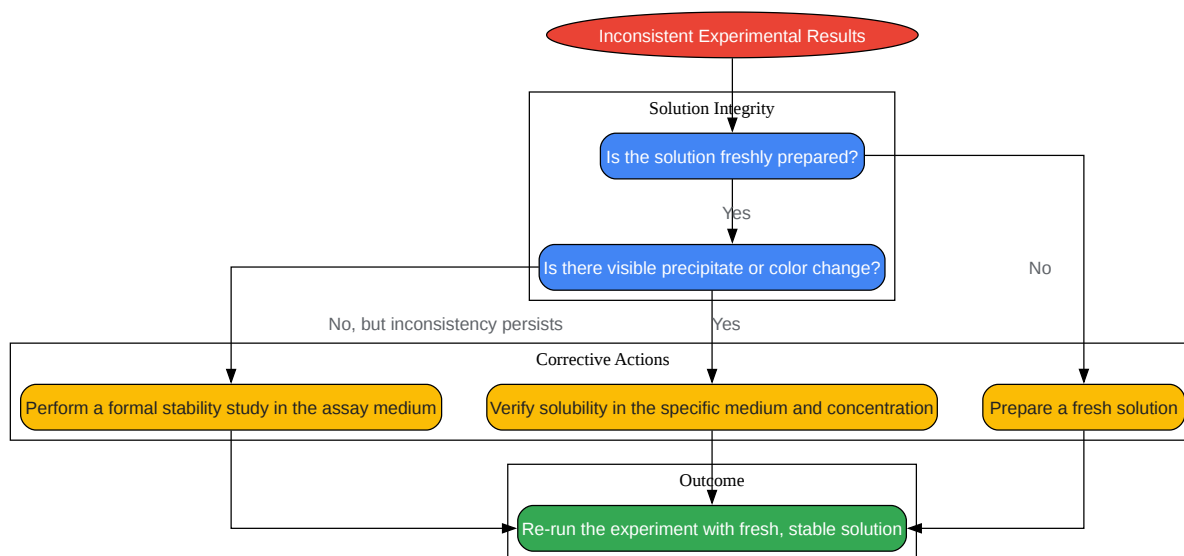 Inconsistent Experimental Results
Solution Integrity
Is the solution freshly prepared?
Yes
Is there visible precipitate or color change?
No
No, but inconsistency persists
Yes
Corrective Actions
Perform a formal stability study in the assay medium
Verify solubility in the specific medium and concentration
Prepare a fresh solution
Outcome
Re-run the experiment with fresh, stable solution